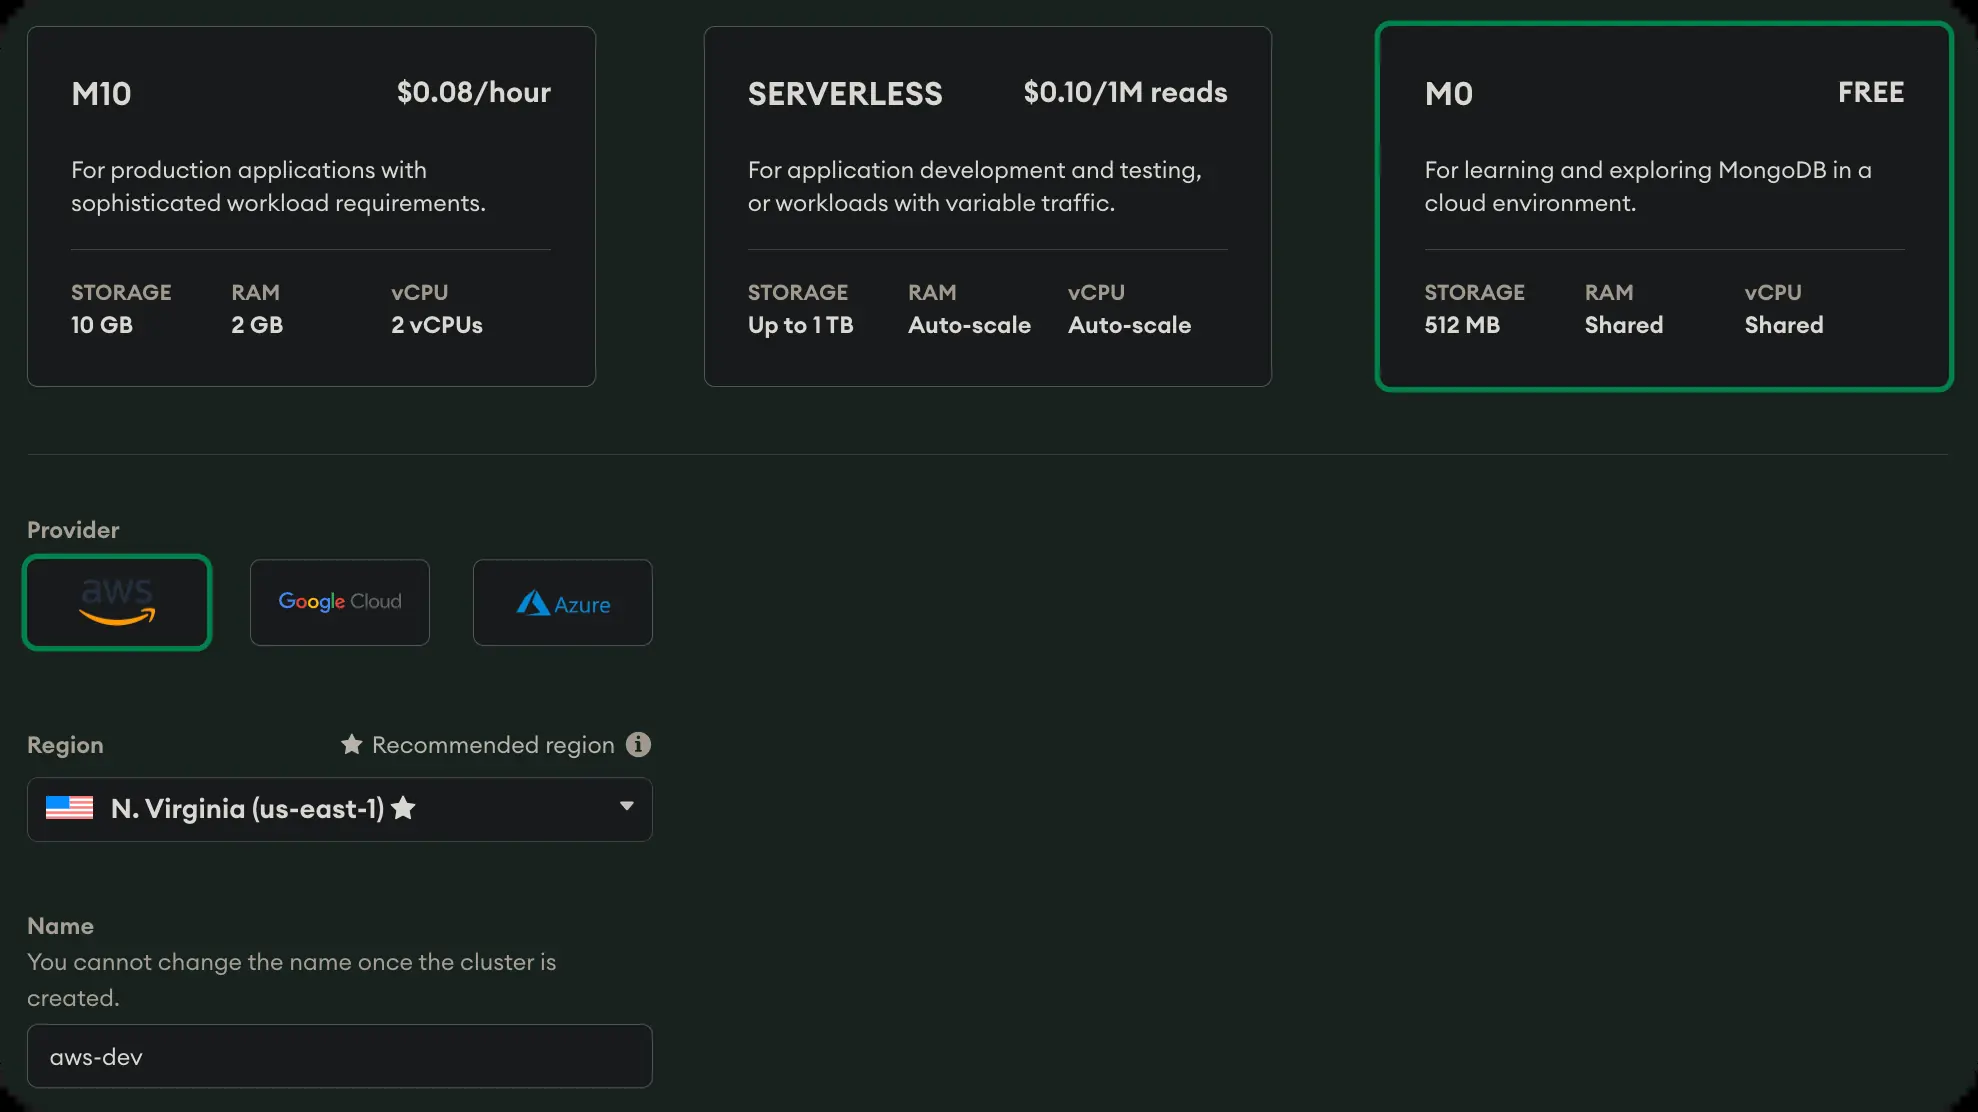 M10 $0.08/hour
For production applications with
sophisticated workload requirements.
STORAGE RAM vCPU
10 GB 2 GB 2 vCPUs
SERVERLESS $0.10/1M reads
For application development and testing,
or workloads with variable traffic.
STORAGE RAM vCPU
Up to 1 TB Auto-scale Auto-scale
M0 FREE
For learning and exploring MongoDB in a
cloud environment.
STORAGE RAM vCPU
512 MB Shared Shared
Provider
aws Google Cloud Azure
Region Recommended region
N. Virginia (us-east-1)
Name
You cannot change the name once the cluster is
created.
aws-dev